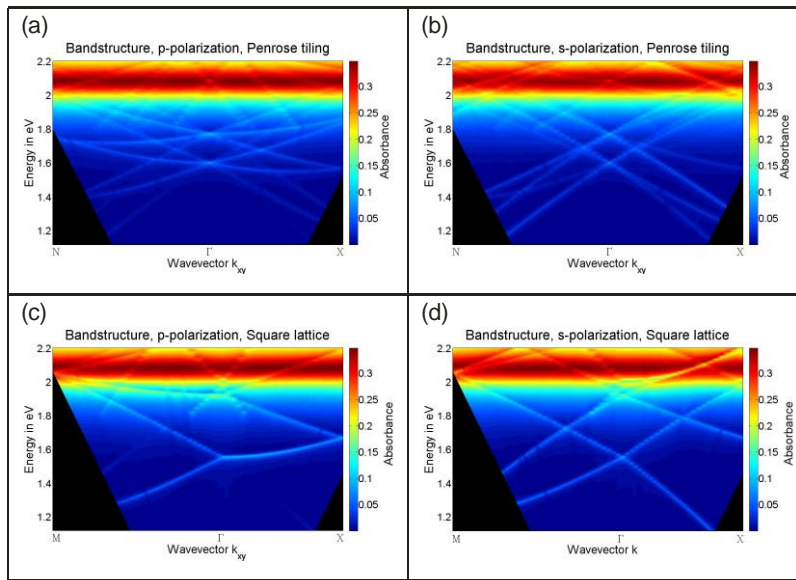 (a)
Bandstructure, p-polarization, Penrose tiling
2.2
2
1.8
1.6
1.4
1.2
Energy in eV
N Γ X
Wavevector k_xy
0.3
0.25
0.2
0.15
0.1
0.05
Absorbance
(b)
Bandstructure, s-polarization, Penrose tiling
2.2
2
1.8
1.6
1.4
1.2
Energy in eV
N Γ X
Wavevector k_xy
0.3
0.25
0.2
0.15
0.1
0.05
Absorbance
(c)
Bandstructure, p-polarization, Square lattice
2.2
2
1.8
1.6
1.4
1.2
Energy in eV
M Γ X
Wavevector k_xy
0.3
0.25
0.2
0.15
0.1
0.05
Absorbance
(d)
Bandstructure, s-polarization, Square lattice
2.2
2
1.8
1.6
1.4
1.2
Energy in eV
M Γ X
Wavevector k
0.3
0.25
0.2
0.15
0.1
0.05
Absorbance